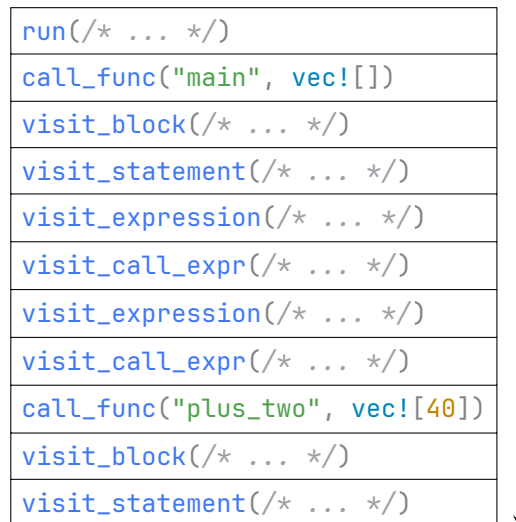 run(/* ... */)
call_func("main", vec![])
visit_block(/* ... */)
visit_statement(/* ... */)
visit_expression(/* ... */)
visit_call_expr(/* ... */)
visit_expression(/* ... */)
visit_call_expr(/* ... */)
call_func("plus_two", vec![40])
visit_block(/* ... */)
visit_statement(/* ... */)